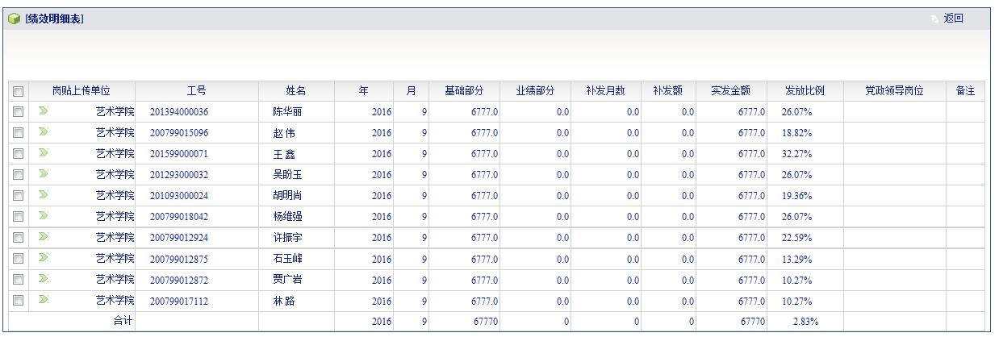 [绩效明细表] 返回
岗贴上传单位 工号 姓名 年 月 基础部分 业绩部分 补发月数 补发额 实发金额 发放比例 党政领导岗位 备注
艺术学院 201394000036 陈华丽 2016 9 6777.0 0.0 0.0 0.0 6777.0 26.07%
艺术学院 200799015096 赵 伟 2016 9 6777.0 0.0 0.0 0.0 6777.0 18.82%
艺术学院 201599000071 王 鑫 2016 9 6777.0 0.0 0.0 0.0 6777.0 32.27%
艺术学院 201293000032 吴盼玉 2016 9 6777.0 0.0 0.0 0.0 6777.0 26.07%
艺术学院 201093000024 胡明尚 2016 9 6777.0 0.0 0.0 0.0 6777.0 19.36%
艺术学院 200799018042 杨维强 2016 9 6777.0 0.0 0.0 0.0 6777.0 26.07%
艺术学院 200799012924 许振宇 2016 9 6777.0 0.0 0.0 0.0 6777.0 22.59%
艺术学院 200799012875 石玉峰 2016 9 6777.0 0.0 0.0 0.0 6777.0 13.29%
艺术学院 200799012872 贾广岩 2016 9 6777.0 0.0 0.0 0.0 6777.0 10.27%
艺术学院 200799017112 林 路 2016 9 6777.0 0.0 0.0 0.0 6777.0 10.27%
合计 2016 9 67770 0 0 0 67770 2.83%